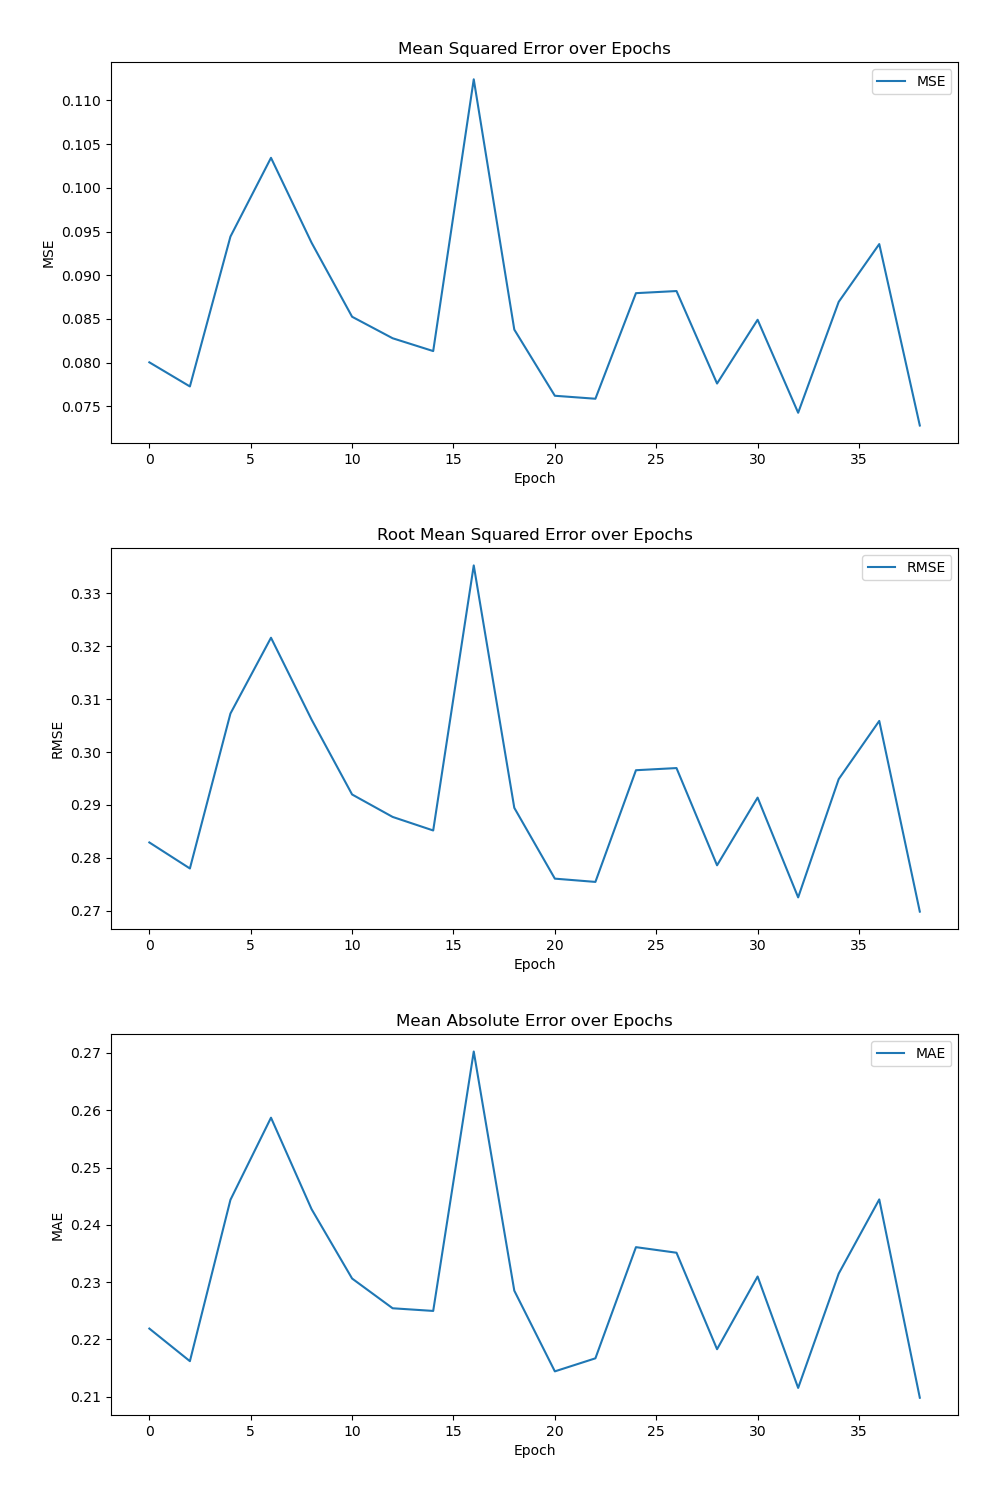 Mean Squared Error over Epochs
MSE
0.110
0.105
0.100
0.095
0.090
0.085
0.080
0.075
MSE
0 5 10 15 20 25 30 35
Epoch
Root Mean Squared Error over Epochs
RMSE
0.33
0.32
0.31
0.30
0.29
0.28
0.27
RMSE
0 5 10 15 20 25 30 35
Epoch
Mean Absolute Error over Epochs
MAE
0.27
0.26
0.25
0.24
0.23
0.22
0.21
MAE
0 5 10 15 20 25 30 35
Epoch